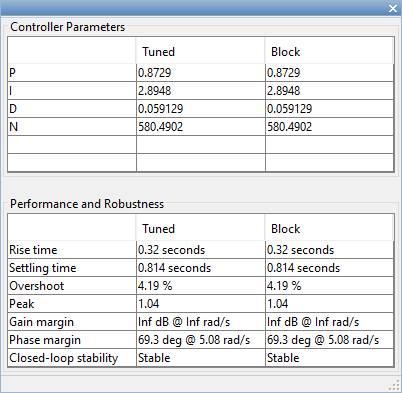 Controller Parameters
Tuned Block
P 0.8729 0.8729
I 2.8948 2.8948
D 0.059129 0.059129
N 580.4902 580.4902
Performance and Robustness
Tuned Block
Rise time 0.32 seconds 0.32 seconds
Settling time 0.814 seconds 0.814 seconds
Overshoot 4.19 % 4.19 %
Peak 1.04 1.04
Gain margin Inf dB @ Inf rad/s Inf dB @ Inf rad/s
Phase margin 69.3 deg @ 5.08 rad/s 69.3 deg @ 5.08 rad/s
Closed-loop stability Stable Stable